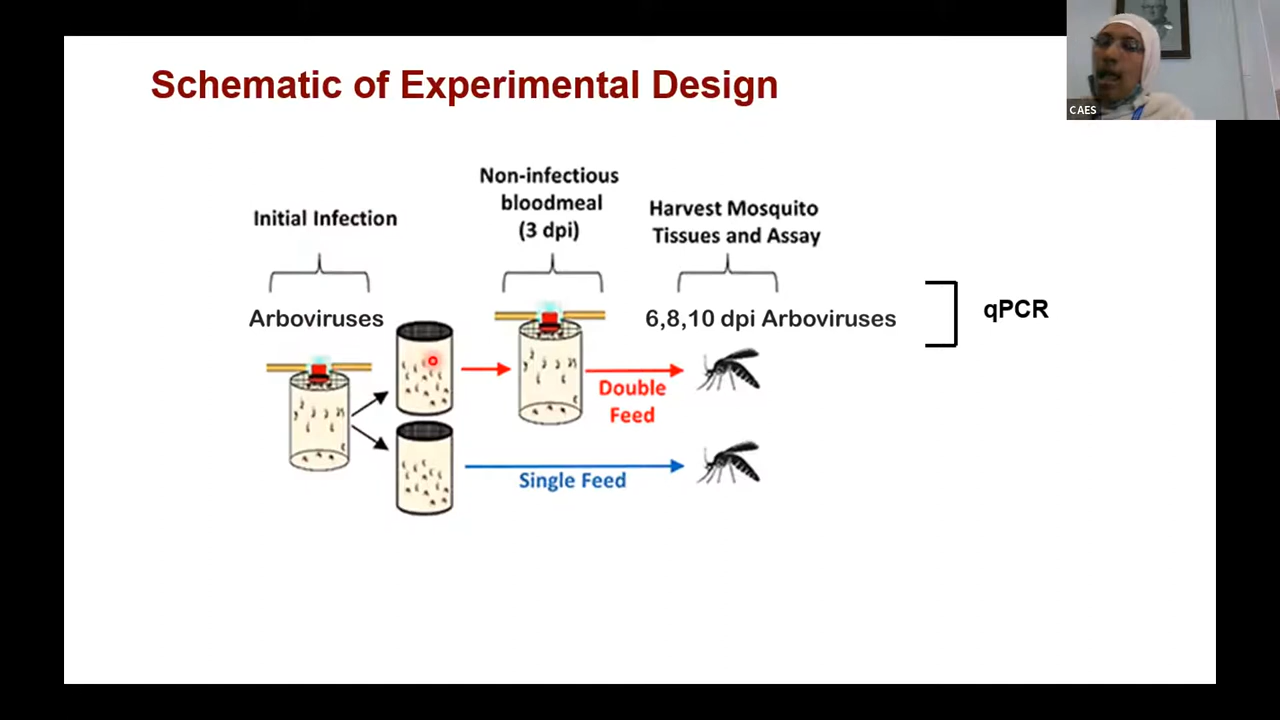 Schematic of Experimental Design
CAES
Initial Infection
Non-infectious
bloodmeal
(3 dpi)
Harvest Mosquito
Tissues and Assay
Arboviruses
6,8,10 dpi Arboviruses
qPCR
Double
Feed
Single Feed